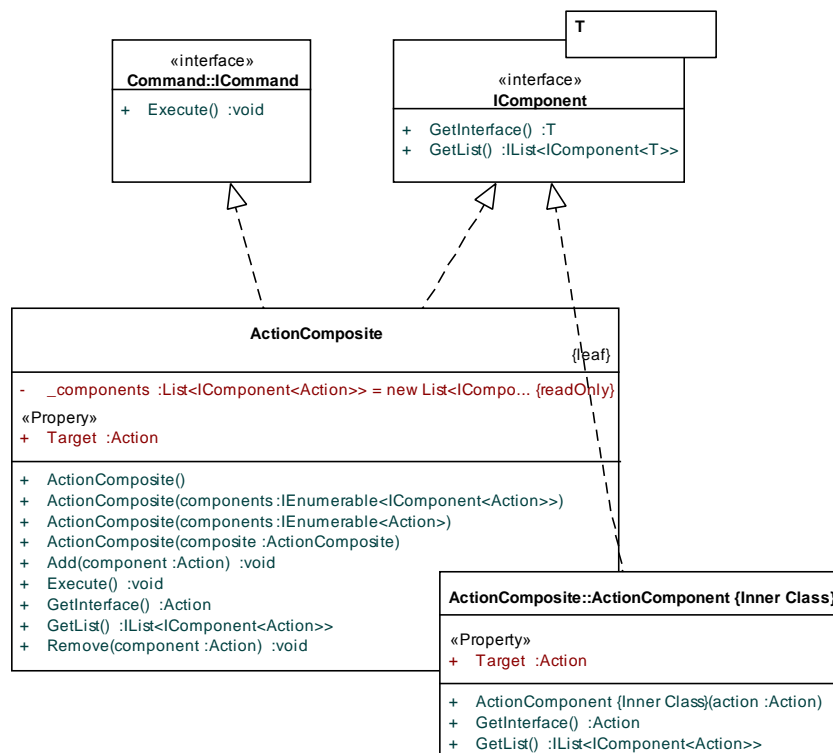 T
«interface»
Command::ICommand
+ Execute() :void
«interface»
IComponent
+ GetInterface() :T
+ GetList() :IList<IComponent<T>>
ActionComposite
{leaf}
- _components :List<IComponent<Action>> = new List<ICompo... {readOnly}
«Propery»
+ Target :Action
+ ActionComposite()
+ ActionComposite(components :IEnumerable<IComponent<Action>>)
+ ActionComposite(components :IEnumerable<Action>)
+ ActionComposite(composite :ActionComposite)
+ Add(component :Action) :void
+ Execute() :void
+ GetInterface() :Action
+ GetList() :IList<IComponent<Action>>
+ Remove(component :Action) :void
ActionComposite::ActionComponent {Inner Class}
«Property»
+ Target :Action
+ ActionComponent {Inner Class}(action :Action)
+ GetInterface() :Action
+ GetList() :IList<IComponent<Action>>